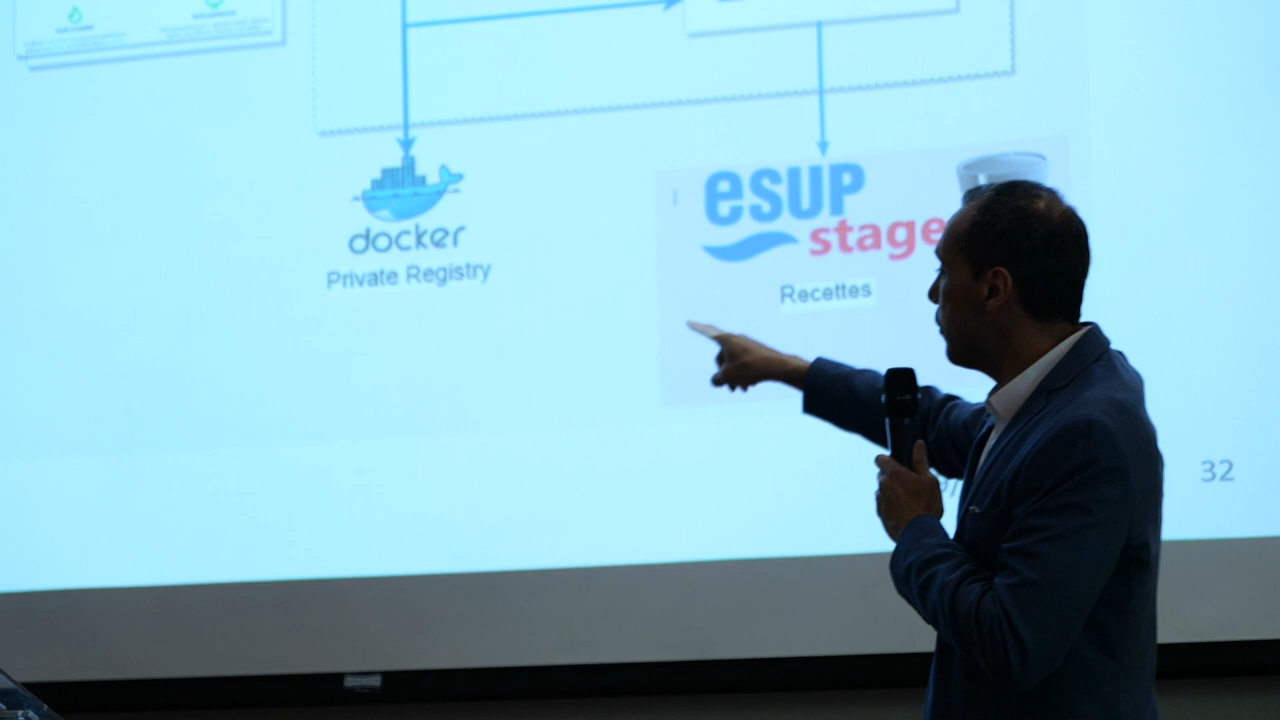 docker
Private Registry
esup
stage
Recettes
32